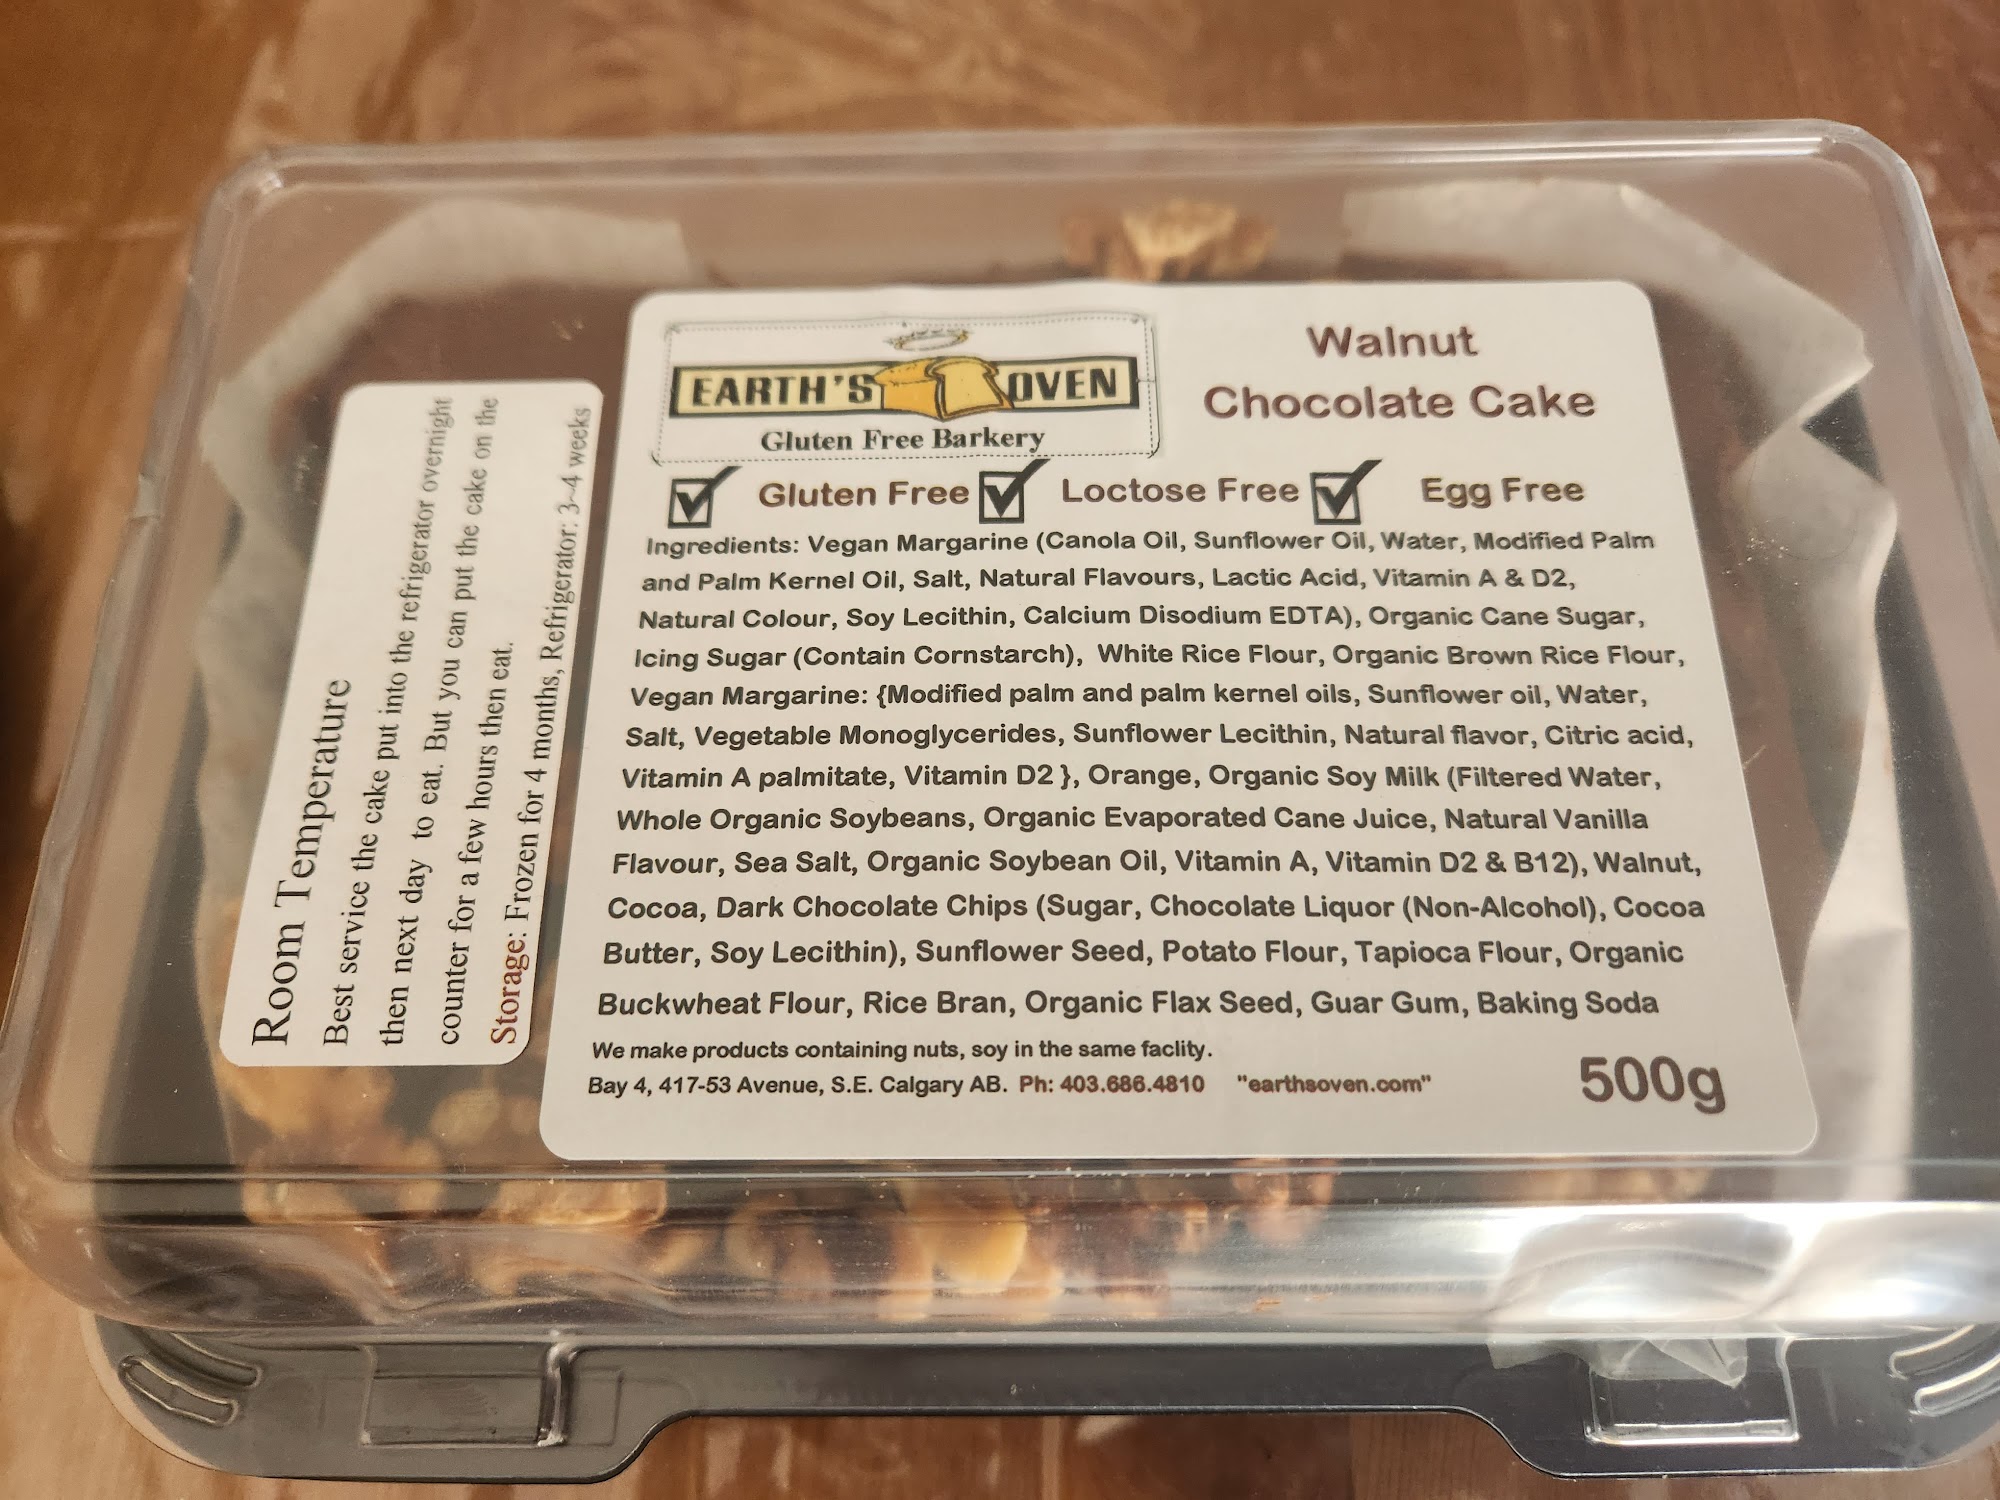 EARTH'S OVEN
Gluten Free Barkery
Walnut
Chocolate Cake
Gluten Free Loctose Free Egg Free
Ingredients: Vegan Margarine (Canola Oil, Sunflower Oil, Water, Modified Palm
and Palm Kernel Oil, Salt, Natural Flavours, Lactic Acid, Vitamin A & D2,
Natural Colour, Soy Lecithin, Calcium Disodium EDTA), Organic Cane Sugar,
Icing Sugar (Contain Cornstarch), White Rice Flour, Organic Brown Rice Flour,
Vegan Margarine: {Modified palm and palm kernel oils, Sunflower oil, Water,
Salt, Vegetable Monoglycerides, Sunflower Lecithin, Natural flavor, Citric acid,
Vitamin A palmitate, Vitamin D2 }, Orange, Organic Soy Milk (Filtered Water,
Whole Organic Soybeans, Organic Evaporated Cane Juice, Natural Vanilla
Flavour, Sea Salt, Organic Soybean Oil, Vitamin A, Vitamin D2 & B12), Walnut,
Cocoa, Dark Chocolate Chips (Sugar, Chocolate Liquor (Non-Alcohol), Cocoa
Butter, Soy Lecithin), Sunflower Seed, Potato Flour, Tapioca Flour, Organic
Buckwheat Flour, Rice Bran, Organic Flax Seed, Guar Gum, Baking Soda
We make products containing nuts, soy in the same faclity.
Bay 4, 417-53 Avenue, S.E. Calgary AB. Ph: 403.686.4810 "earthsoven.com"
500g
Room Temperature
Best service the cake put into the refrigerator overnight
then next day to eat. But you can put the cake on the
counter for a few hours then eat.
Storage: Frozen for 4 months, Refrigerator: 3~4 weeks